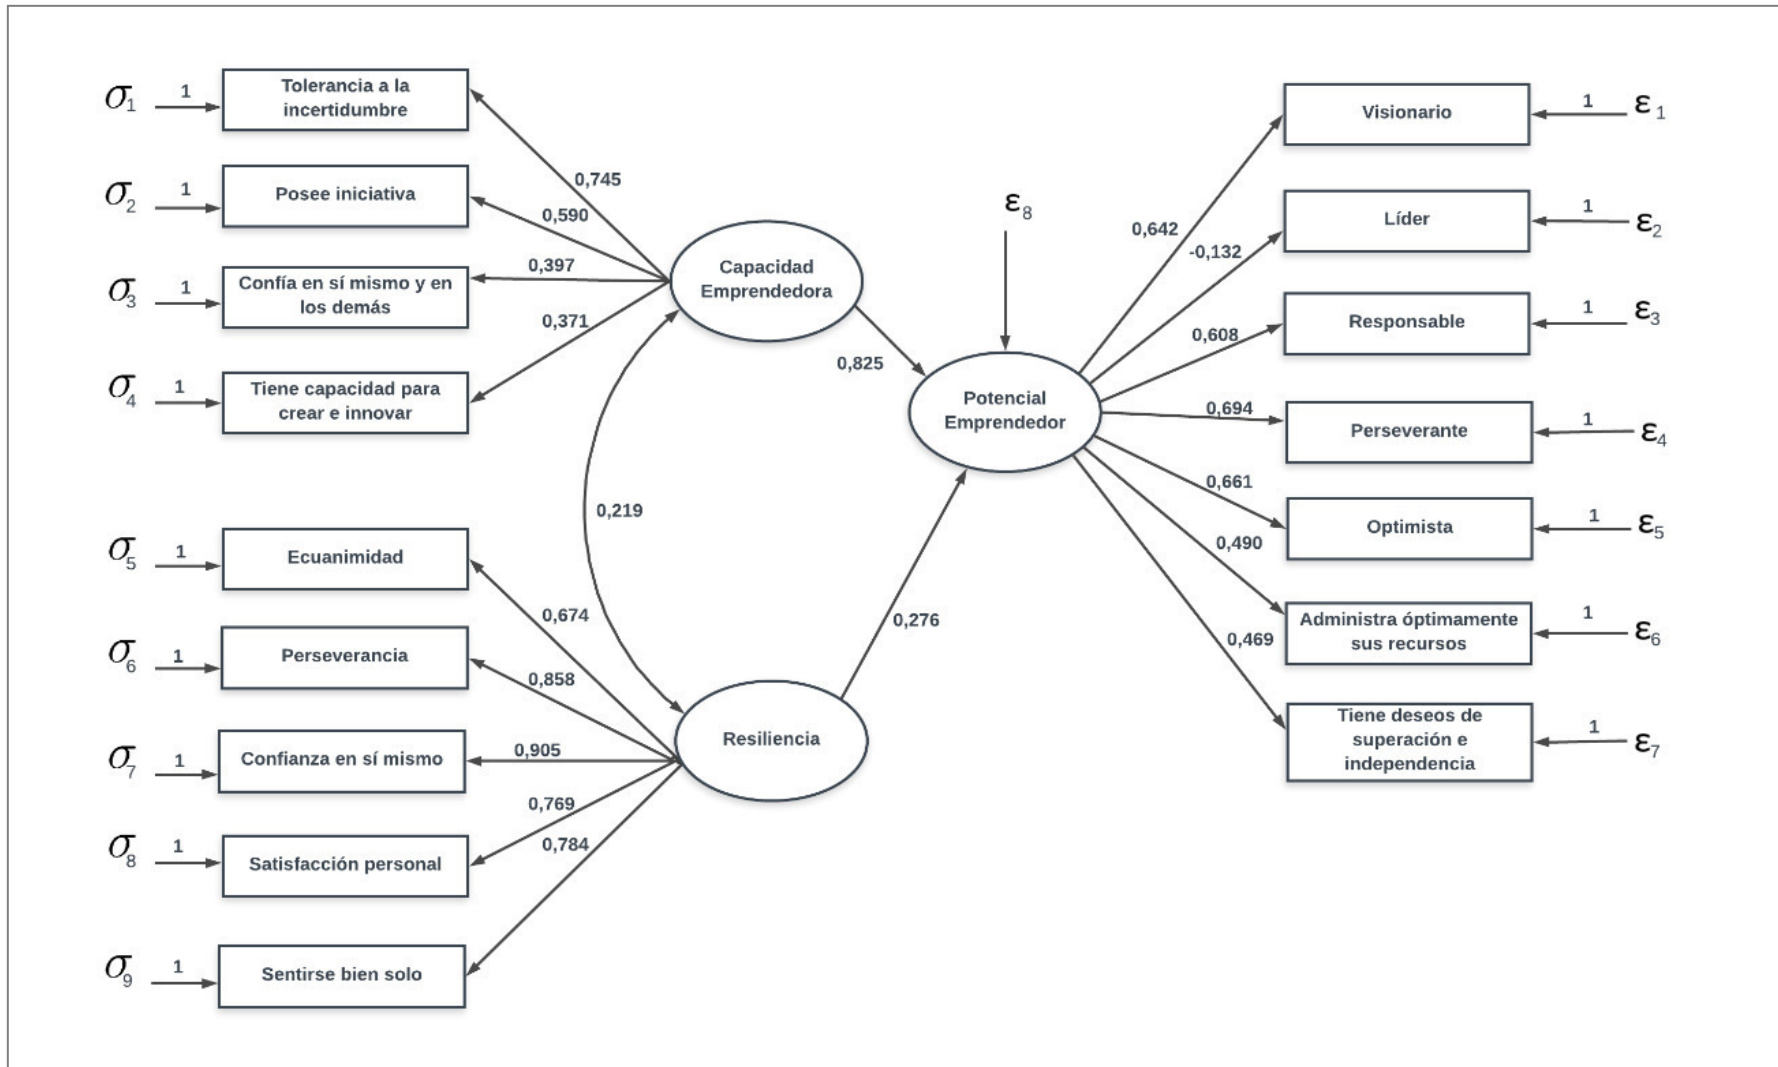 σ1
1
Tolerancia a la
incertidumbre
σ2
1
Posee iniciativa
σ3
1
Confía en sí mismo y en
los demás
σ4
1
Tiene capacidad para
crear e innovar
σ5
1
Ecuanimidad
σ6
1
Perseverancia
σ7
1
Confianza en sí mismo
σ8
1
Satisfacción personal
σ9
1
Sentirse bien solo
0,745
0,590
0,397
0,371
Capacidad
Emprendedora
0,219
0,674
0,858
0,905
0,769
0,784
Resiliencia
0,825
0,276
ε8
Potencial
Emprendedor
0,642
-0,132
0,608
0,694
0,661
0,490
0,469
Visionario
1
ε1
Líder
1
ε2
Responsable
1
ε3
Perseverante
1
ε4
Optimista
1
ε5
Administra óptimamente
sus recursos
1
ε6
Tiene deseos de
superación e
independencia
1
ε7